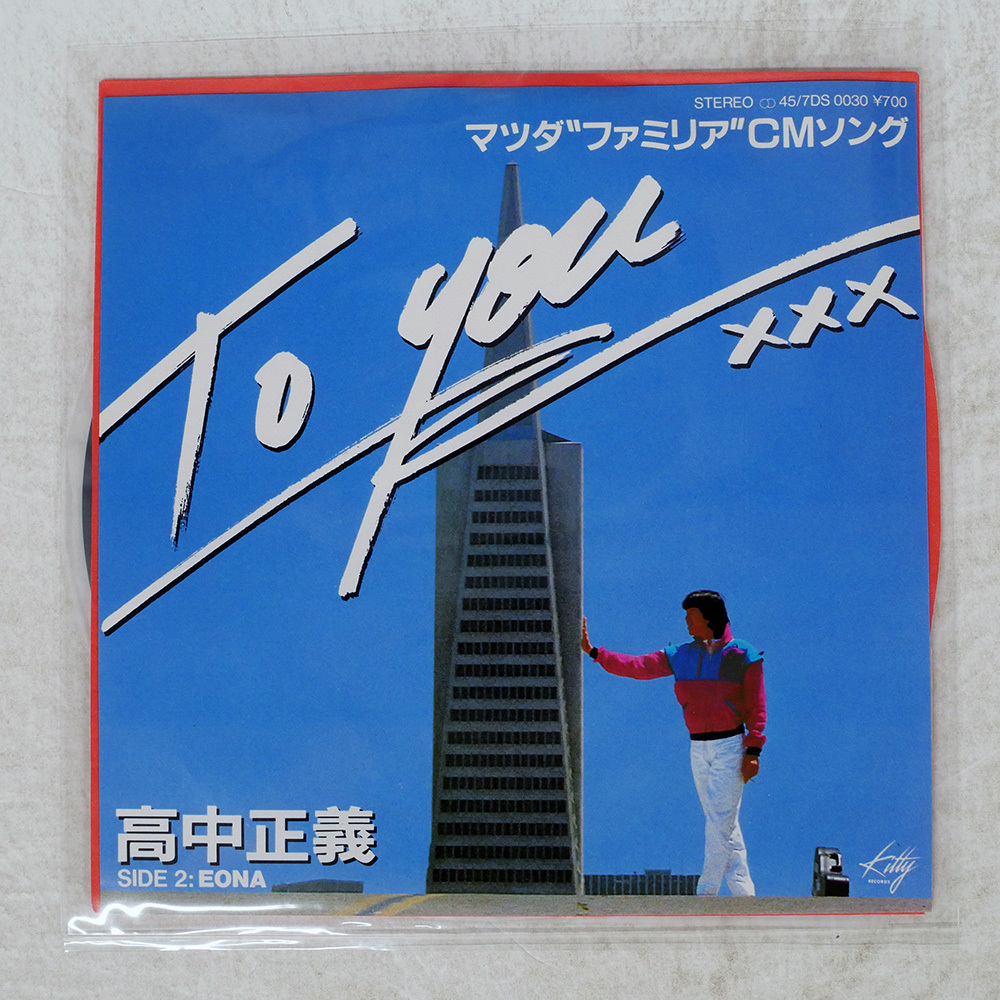 STEREO ↀ 45/7DS 0030 ¥700
マツダ"ファミリア"CMソング
To you
xxx
高中正義
SIDE 2: EONA
Kitty
RECORDS